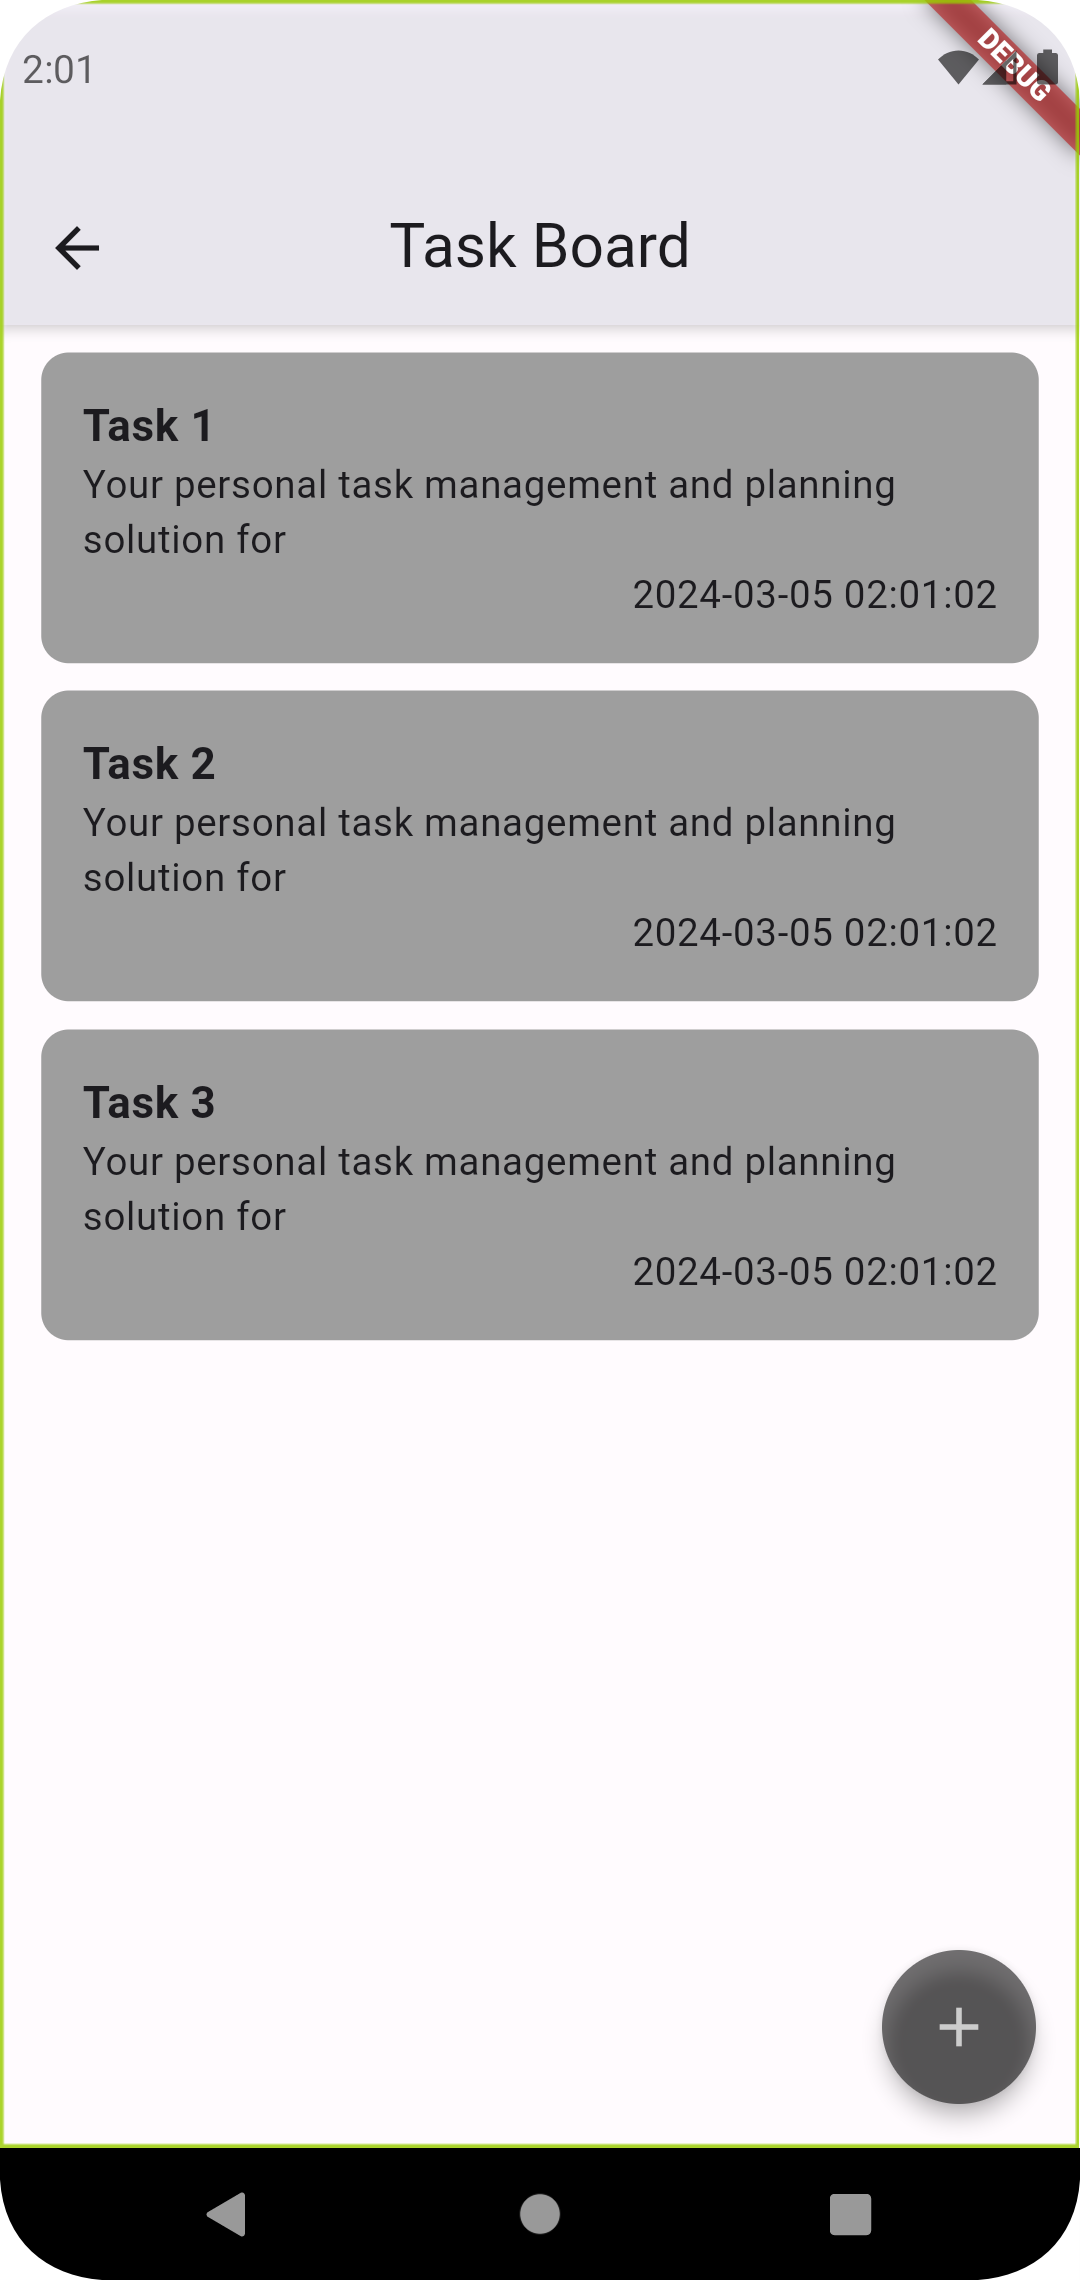 2:01
DEBUG
Task Board
Task 1
Your personal task management and planning
solution for
2024-03-05 02:01:02
Task 2
Your personal task management and planning
solution for
2024-03-05 02:01:02
Task 3
Your personal task management and planning
solution for
2024-03-05 02:01:02